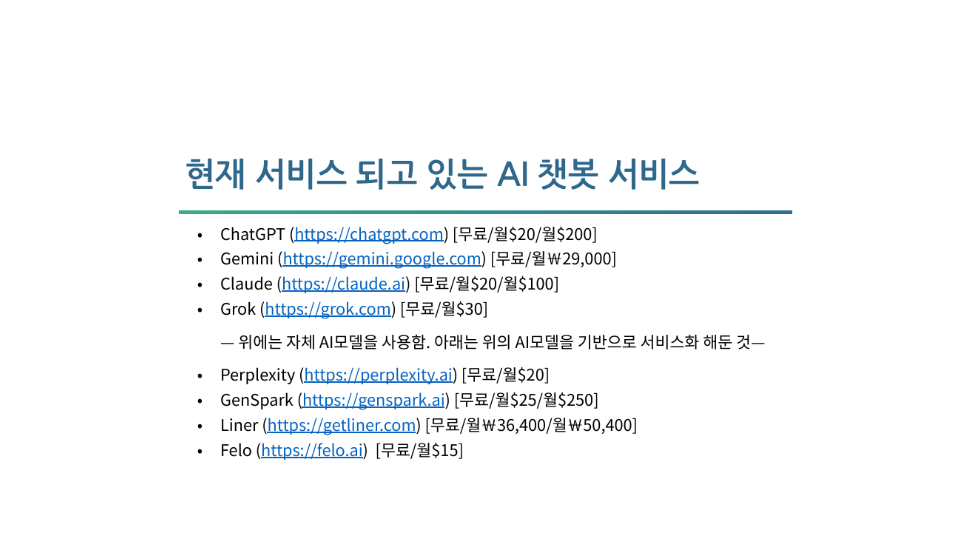 현재 서비스 되고 있는 AI 챗봇 서비스
• ChatGPT (https://chatgpt.com) [무료/월$20/월$200]
• Gemini (https://gemini.google.com) [무료/월₩29,000]
• Claude (https://claude.ai) [무료/월$20/월$100]
• Grok (https://grok.com) [무료/월$30]
— 위에는 자체 AI모델을 사용함. 아래는 위의 AI모델을 기반으로 서비스화 해둔 것—
• Perplexity (https://perplexity.ai) [무료/월$20]
• GenSpark (https://genspark.ai) [무료/월$25/월$250]
• Liner (https://getliner.com) [무료/월₩36,400/월₩50,400]
• Felo (https://felo.ai) [무료/월$15]